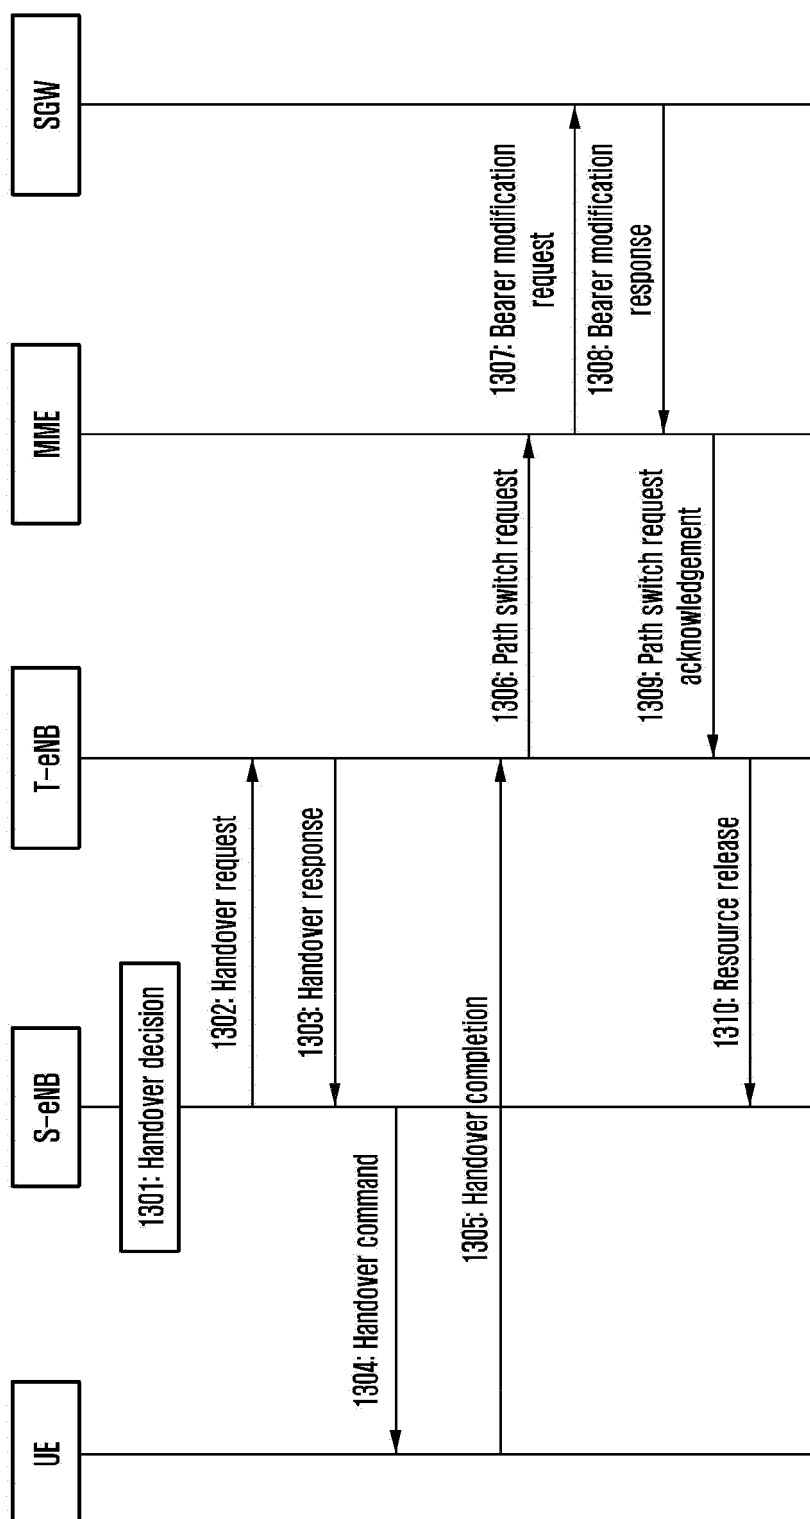 UE
S-eNB
T-eNB
MME
SGW
1301: Handover decision
1302: Handover request
1303: Handover response
1304: Handover command
1305: Handover completion
1306: Path switch request
1307: Bearer modification
request
1308: Bearer modification
response
1309: Path switch request
acknowledgement
1310: Resource release